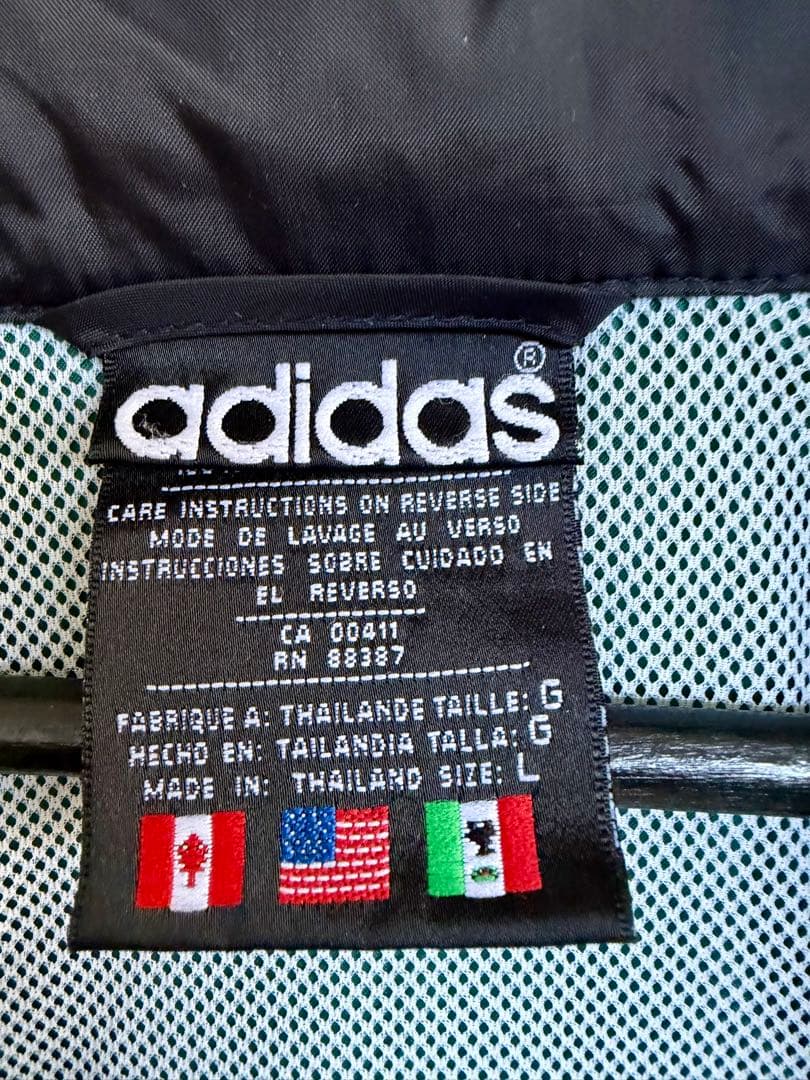 adidas®
CARE INSTRUCTIONS ON REVERSE SIDE
MODE DE LAVAGE AU VERSO
INSTRUCCIONES SOBRE CUIDADO EN
EL REVERSO
CA 00411
RN 88387
FABRIQUE A: THAILANDE TAILLE: G
HECHO EN: TAILANDIA TALLA: G
MADE IN: THAILAND SIZE: L